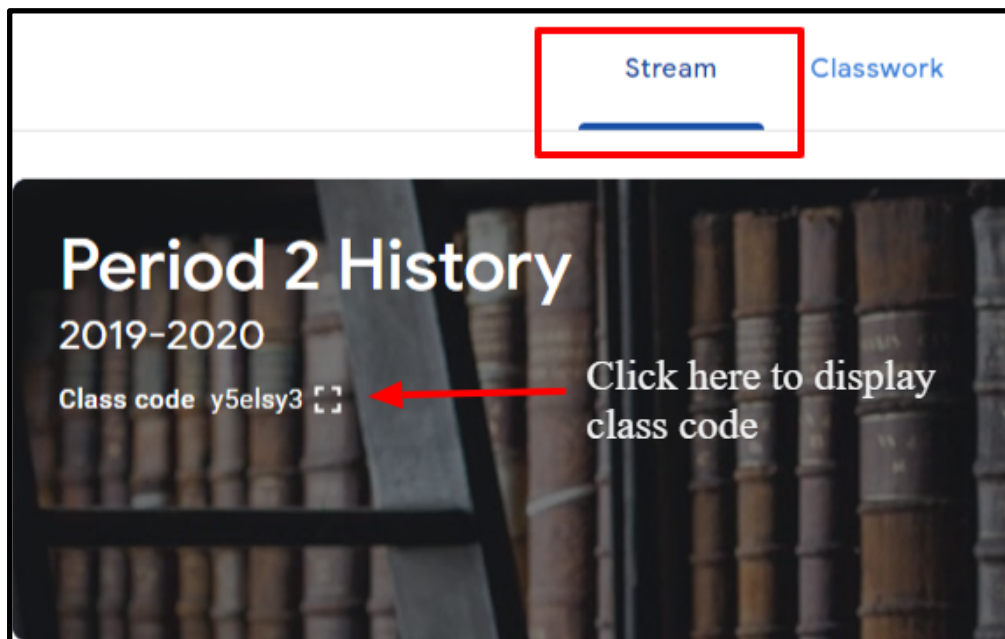 Stream
Classwork
Period 2 History
2019-2020
Class code y5elsy3
Click here to display
class code